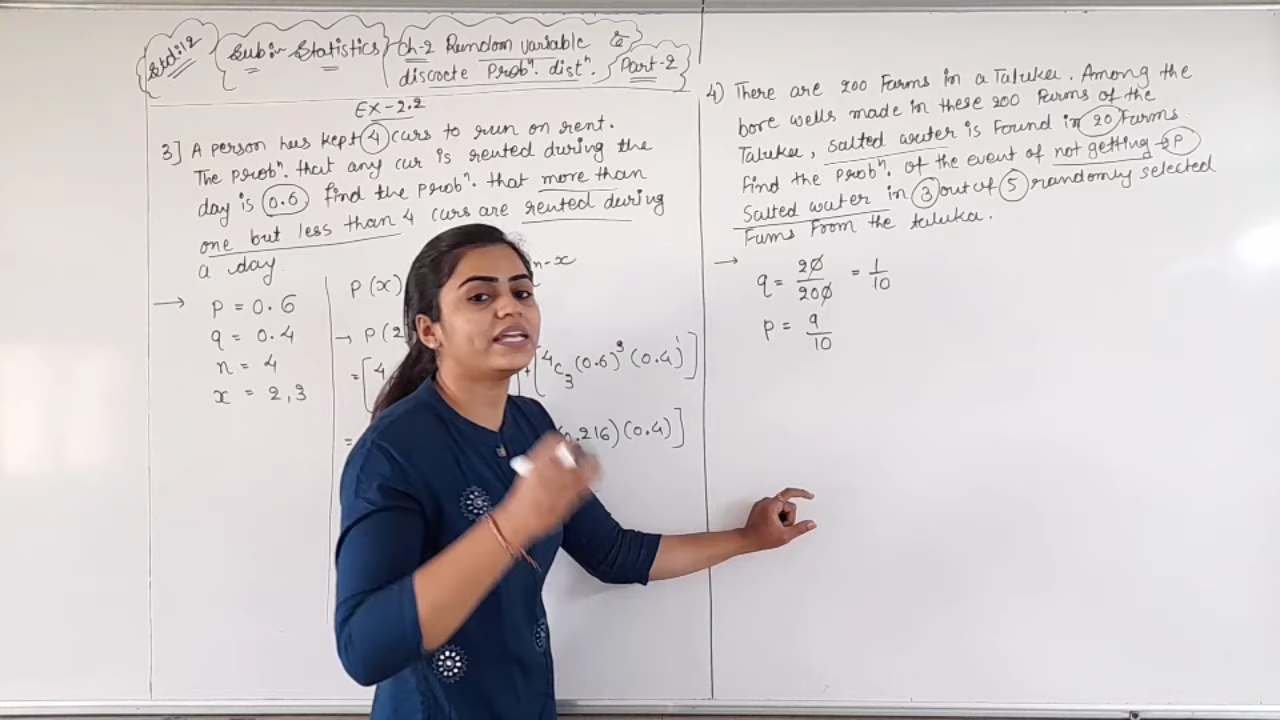 Std:12
Sub:- Statistics
Ch-2 Random variable &
discrete Probⁿ. distⁿ.
Part-2
EX-2.2
3] A person has kept 4 cars to run on rent.
The probⁿ. that any car is rented during the
day is 0.6 find the probⁿ. that more than
one but less than 4 cars are rented during
a day.
→ p = 0.6
q = 0.4
n = 4
x = 2,3
P(x) n-x
→ P(2
= [4 + [⁴C₃(0.6)³(0.4)¹]
= 0.216)(0.4)]
4) There are 200 Farms in a Taluka. Among the
bore wells made in these 200 Farms of the
Taluka, salted water is Found in 20 Farms.
Find the probⁿ. of the event of not getting → P
Salted water in 3 out of 5 randomly selected
Farms From the taluka.
→ q = 20/200 = 1/10
p = 9/10